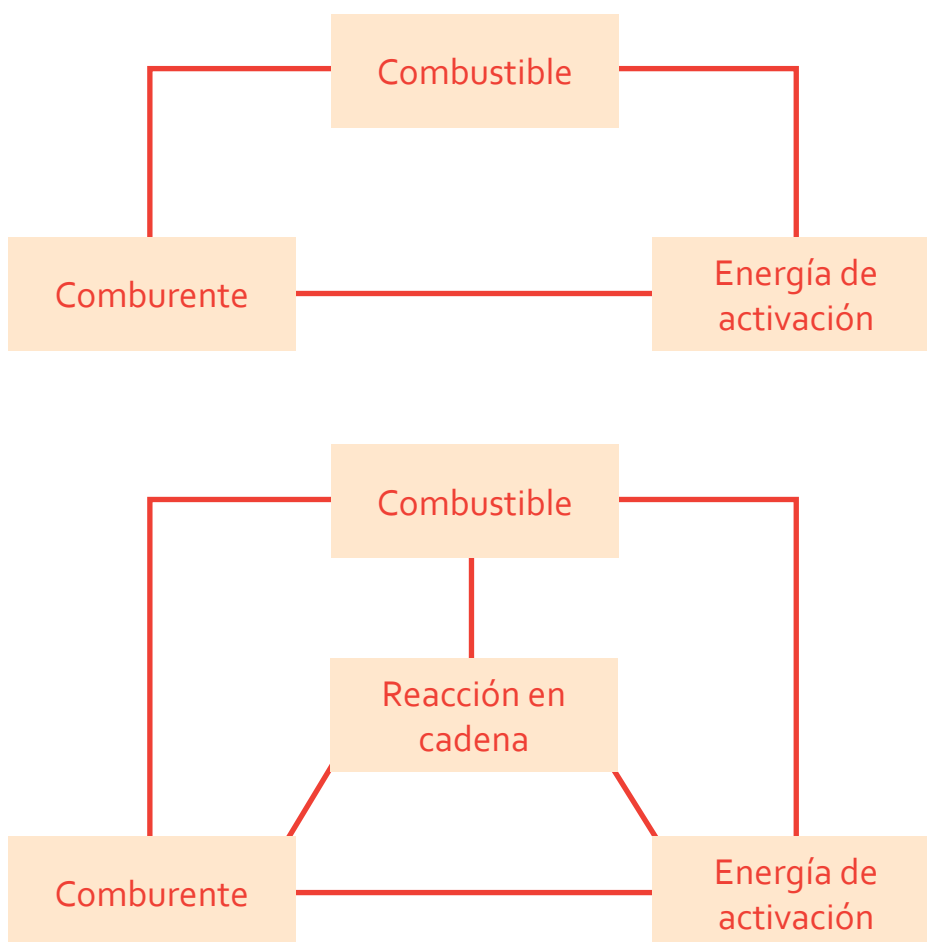 Combustible
Comburente
Energía de
activación
Combustible
Reacción en
cadena
Comburente
Energía de
activación